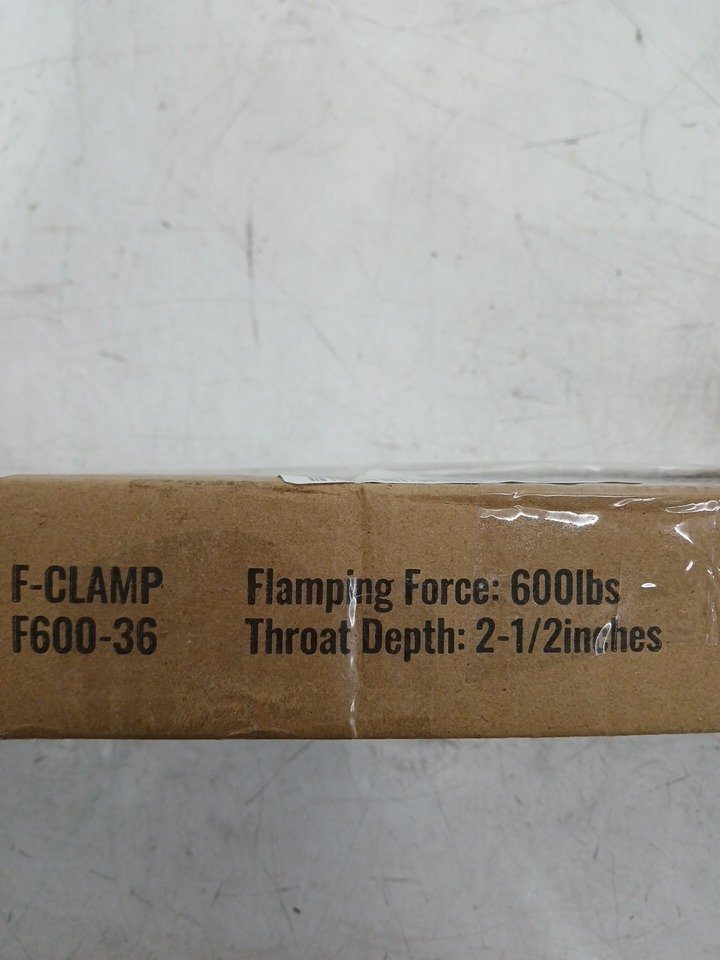 F-CLAMP
F600-36
Flamping Force: 600lbs
Throat Depth: 2-1/2inches